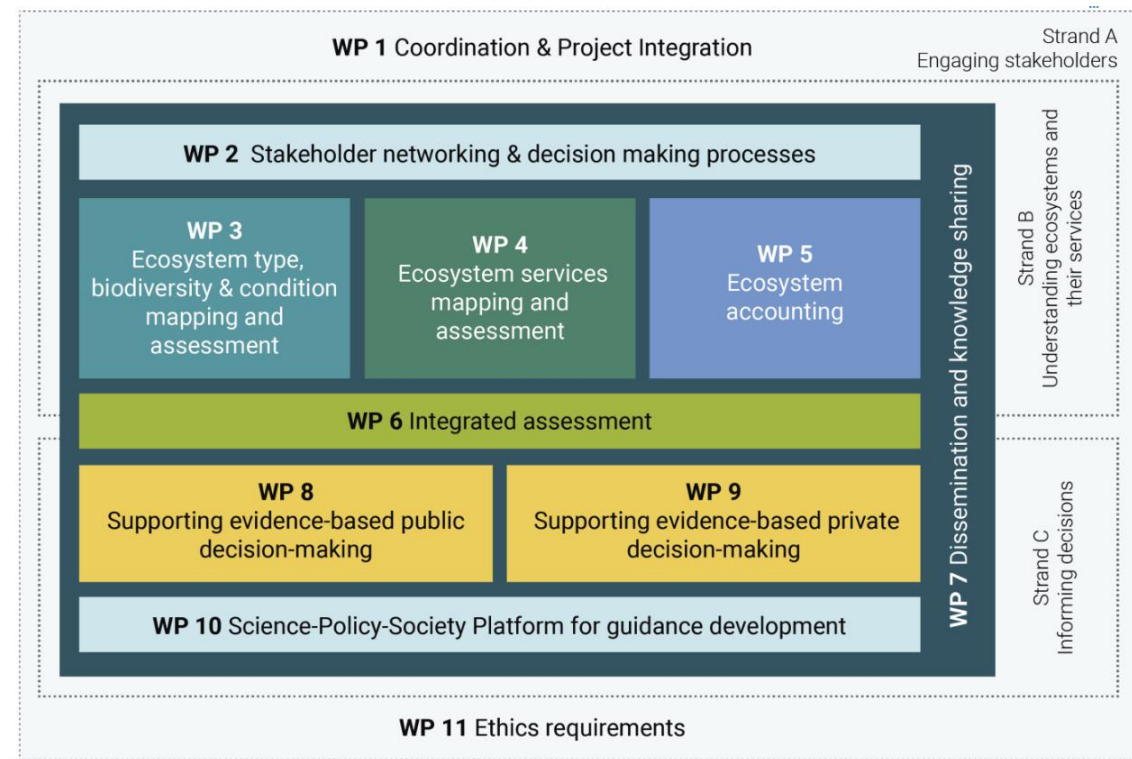 ...
WP 1 Coordination & Project Integration
Strand A
Engaging stakeholders
WP 2 Stakeholder networking & decision making processes
WP 3
Ecosystem type,
biodiversity & condition
mapping and
assessment
WP 4
Ecosystem services
mapping and
assessment
WP 5
Ecosystem
accounting
WP 7 Dissemination and knowledge sharing
Strand B
Understanding ecosystems and
their services
WP 6 Integrated assessment
WP 8
Supporting evidence-based public
decision-making
WP 9
Supporting evidence-based private
decision-making
Strand C
Informing decisions
WP 10 Science-Policy-Society Platform for guidance development
WP 11 Ethics requirements